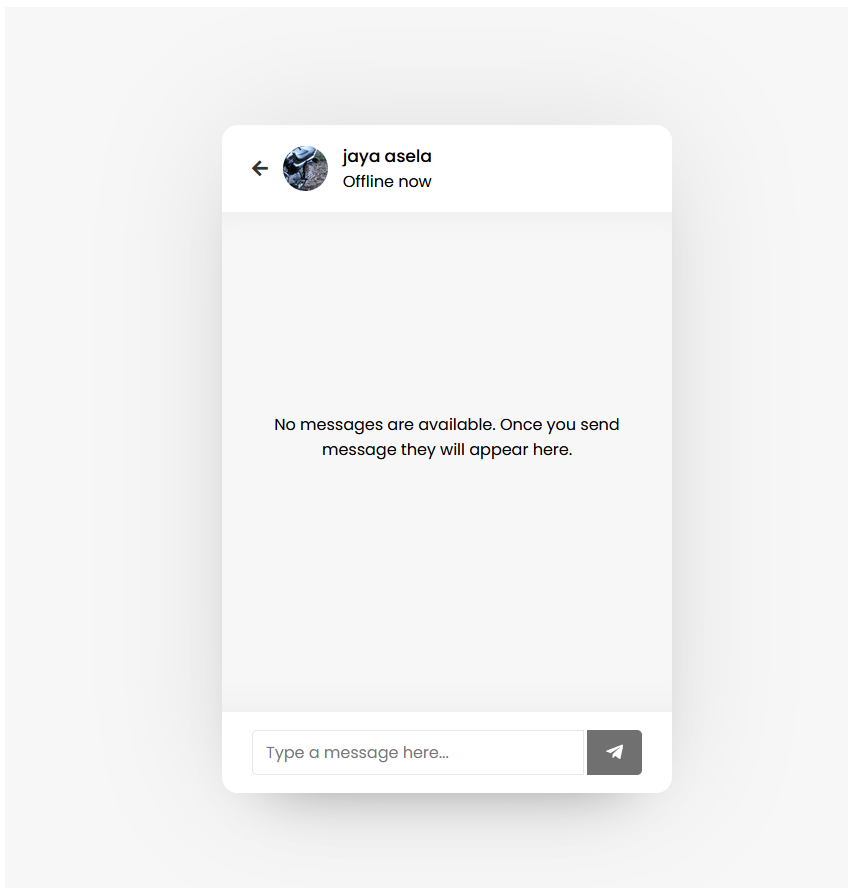 jaya asela
Offline now
No messages are available. Once you send
message they will appear here.
Type a message here...